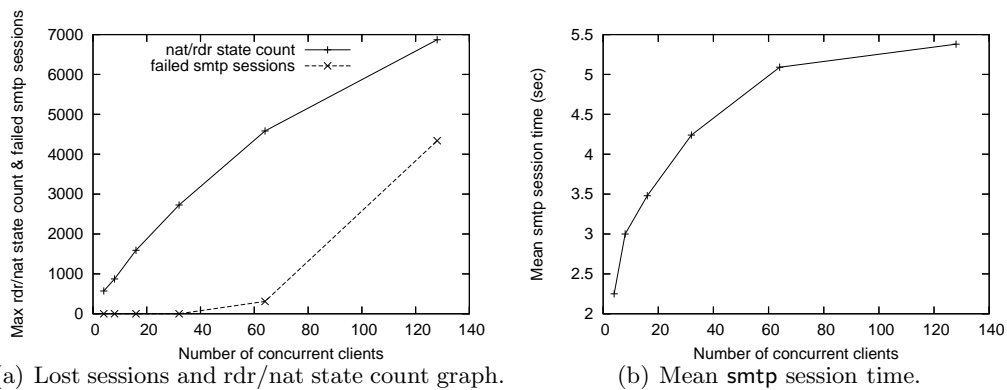 Max rdr/nat state count & failed smtp sessions
7000
6000
5000
4000
3000
2000
1000
0
nat/rdr state count
failed smtp sessions
0 20 40 60 80 100 120 140
Number of concurrent clients
a) Lost sessions and rdr/nat state count graph.
Mean smtp session time (sec)
5.5
5
4.5
4
3.5
3
2.5
2
0 20 40 60 80 100 120 140
Number of concurrent clients
(b) Mean smtp session time.